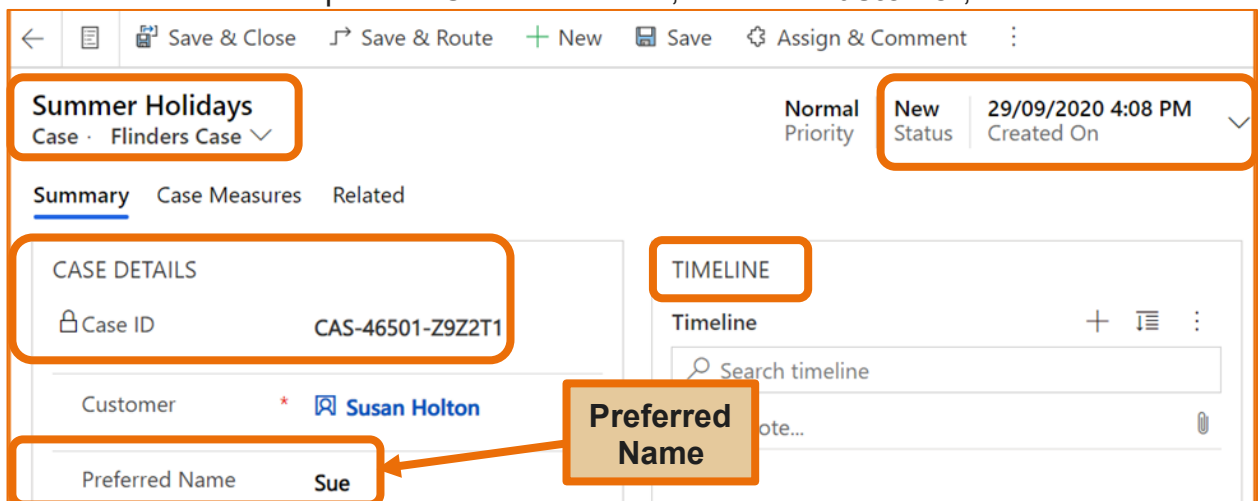 Save & Close Save & Route New Save Assign & Comment
Summer Holidays
Case · Flinders Case
Normal New 29/09/2020 4:08 PM
Priority Status Created On
Summary Case Measures Related
CASE DETAILS
Case ID CAS-46501-Z9Z2T1
Customer * Susan Holton
Preferred Name Sue
TIMELINE
Timeline
Search timeline
ote...
Preferred
Name